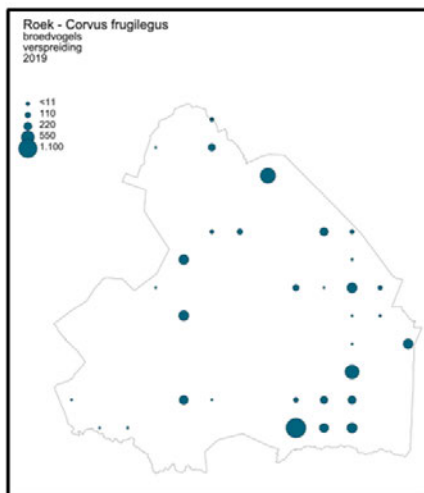 Roek - Corvus frugilegus
broedvogels
verspreiding
2019
<11
110
220
550
1.100